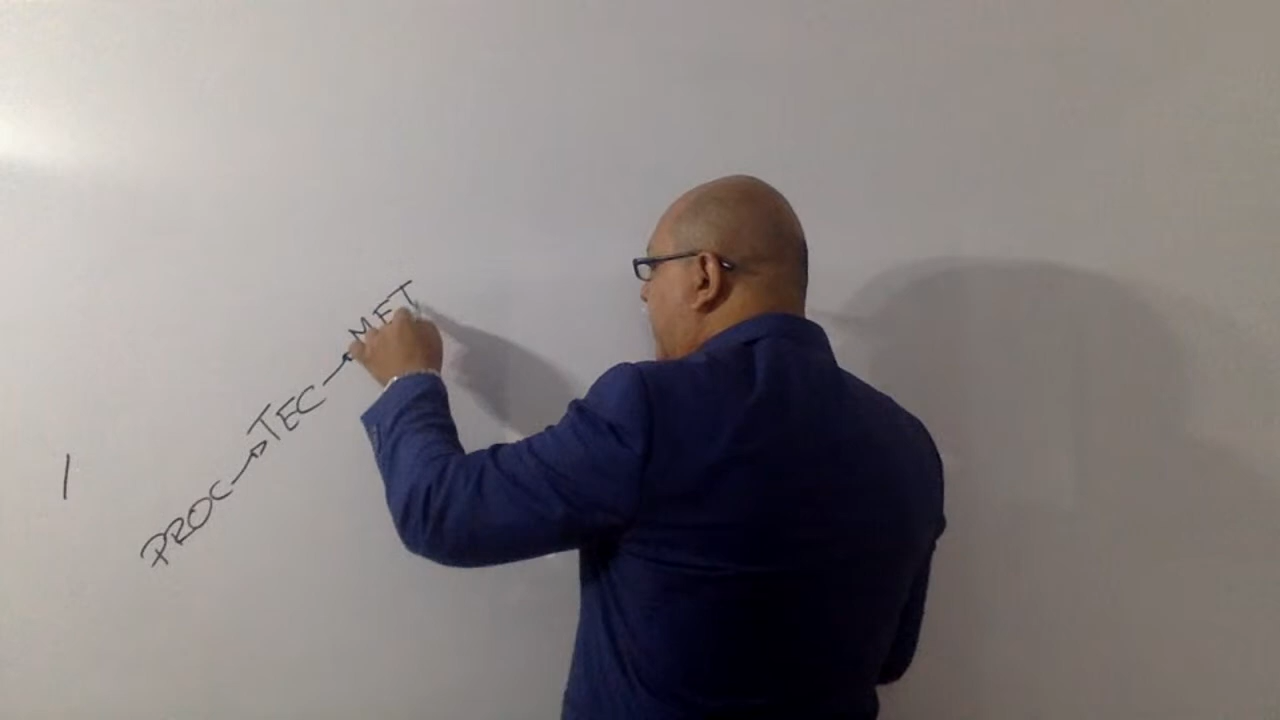 PROC → TEC → MET